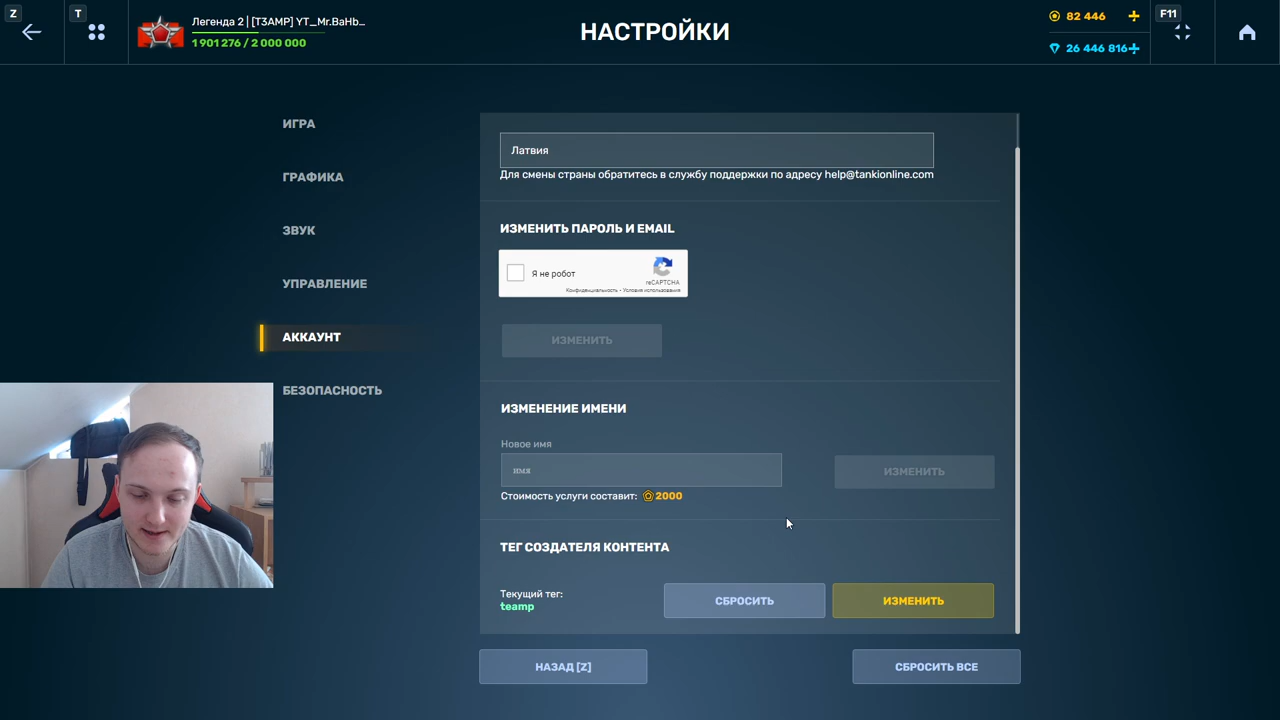 Z
T
Легенда 2 | [T3AMP] YT_Mr.BaHb...
1 901 276 / 2 000 000
НАСТРОЙКИ
82 446
26 446 816
F11
ИГРА
ГРАФИКА
ЗВУК
УПРАВЛЕНИЕ
АККАУНТ
БЕЗОПАСНОСТЬ
Латвия
Для смены страны обратитесь в службу поддержки по адресу help@tankionline.com
ИЗМЕНИТЬ ПАРОЛЬ И EMAIL
Я не робот
reCAPTCHA
Конфиденциальность - Условия использования
ИЗМЕНИТЬ
ИЗМЕНЕНИЕ ИМЕНИ
Новое имя
имя
ИЗМЕНИТЬ
Стоимость услуги составит: 2000
ТЕГ СОЗДАТЕЛЯ КОНТЕНТА
Текущий тег:
teamp
СБРОСИТЬ
ИЗМЕНИТЬ
НАЗАД [Z]
СБРОСИТЬ ВСЕ